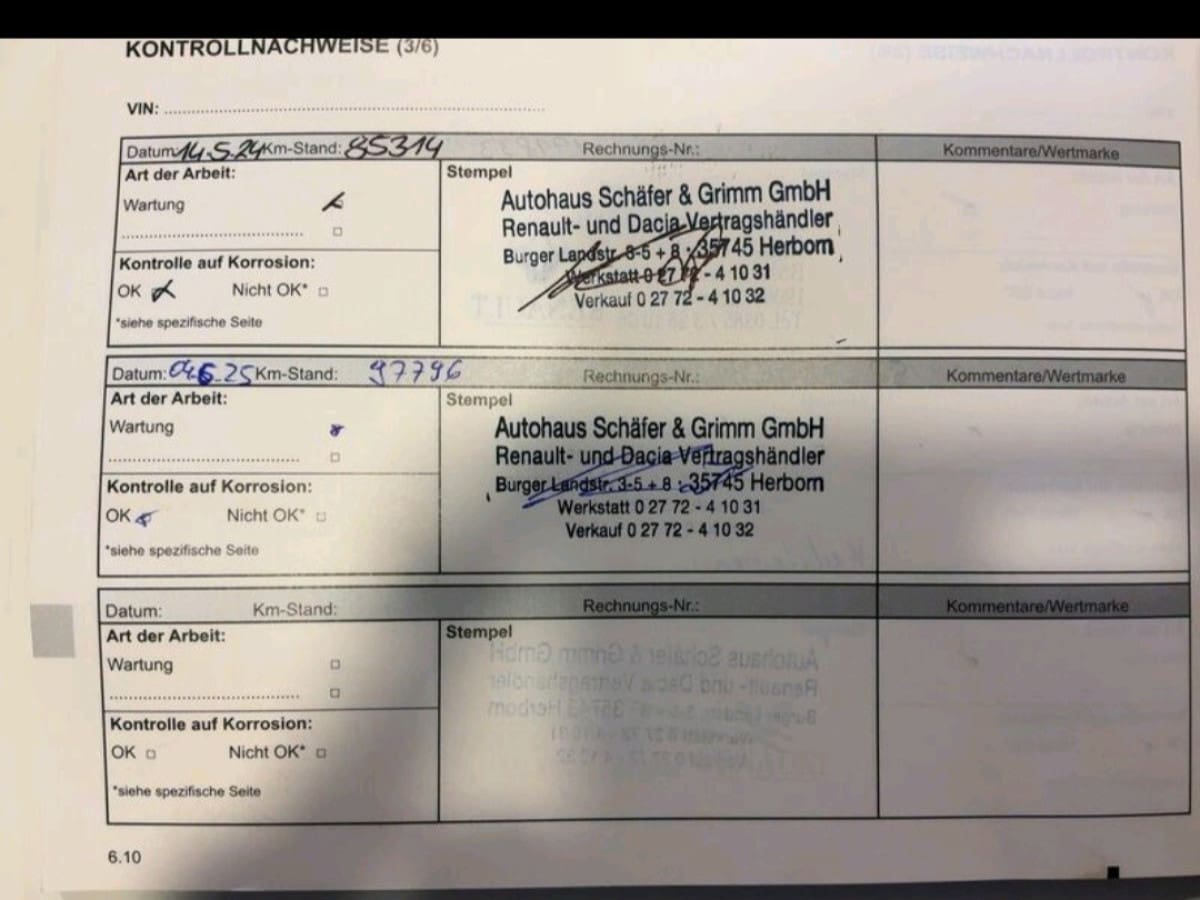 KONTROLLNACHWEISE (3/6)
VIN:
Datum: 14.5.24 Km-Stand: 85314 Rechnungs-Nr.: Kommentare/Wertmarke
Art der Arbeit:
Wartung
Kontrolle auf Korrosion:
OK Nicht OK*
*siehe spezifische Seite
Stempel
Autohaus Schäfer & Grimm GmbH
Renault- und Dacia Vertragshändler
Burger Landstr. 3-5 + 8 · 35745 Herborn
Werkstatt 0 27 72 - 4 10 31
Verkauf 0 27 72 - 4 10 32
Datum: 04.6.25 Km-Stand: 97796 Rechnungs-Nr.: Kommentare/Wertmarke
Art der Arbeit:
Wartung
Kontrolle auf Korrosion:
OK Nicht OK*
*siehe spezifische Seite
Stempel
Autohaus Schäfer & Grimm GmbH
Renault- und Dacia Vertragshändler
Burger Landstr. 3-5 + 8 · 35745 Herborn
Werkstatt 0 27 72 - 4 10 31
Verkauf 0 27 72 - 4 10 32
Datum: Km-Stand: Rechnungs-Nr.: Kommentare/Wertmarke
Art der Arbeit:
Wartung
Kontrolle auf Korrosion:
OK Nicht OK*
*siehe spezifische Seite
Stempel
6.10